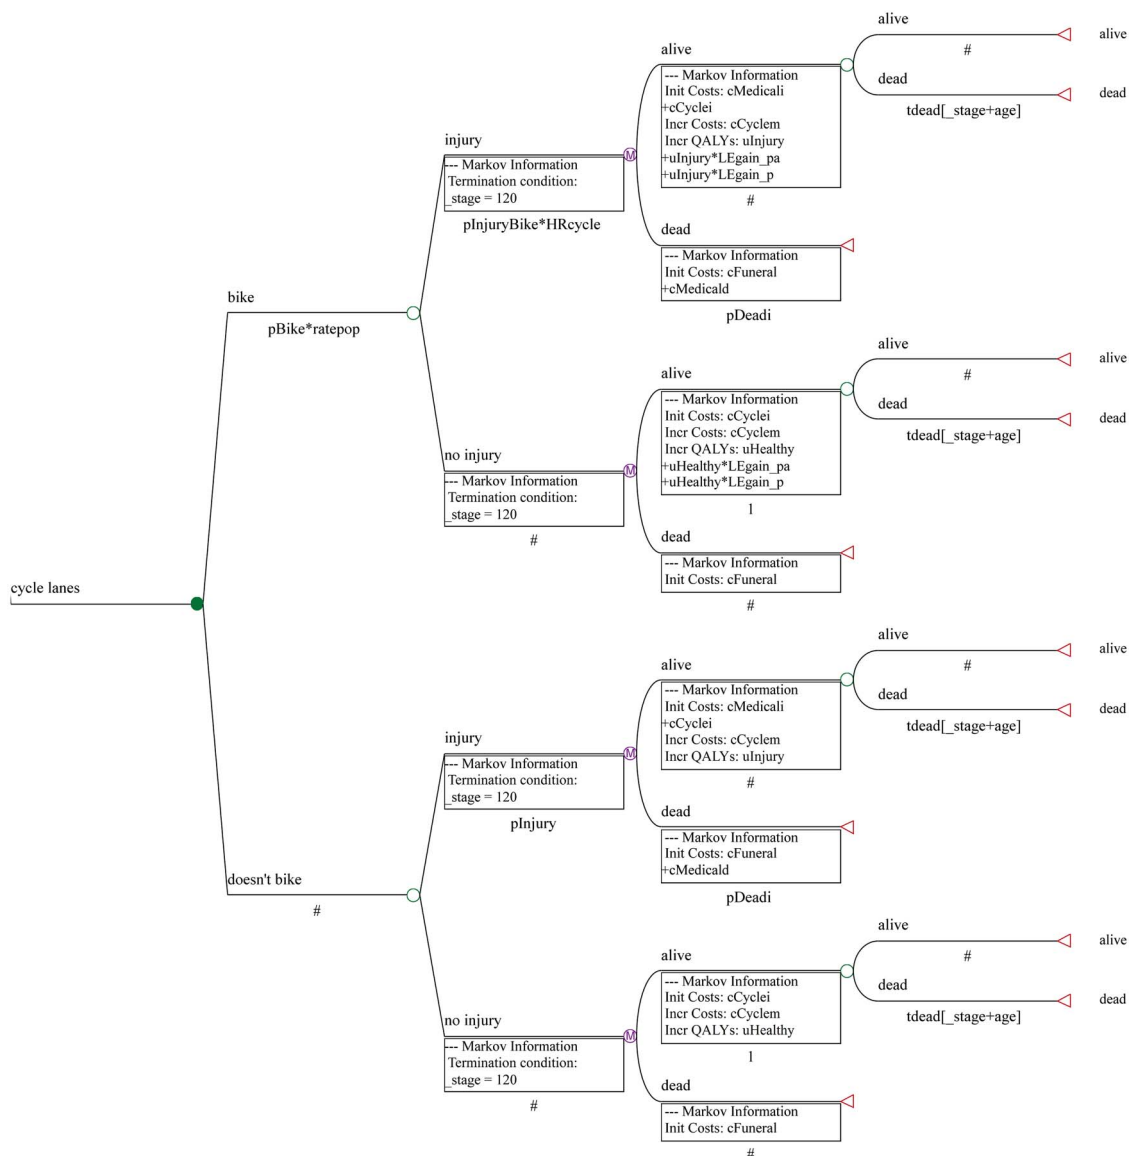 alive
alive
#
alive
--- Markov Information
Init Costs: cMedicali
+cCyclei
Incr Costs: cCyclem
Incr QALYs: uInjury
+uInjury*LEgain_pa
+uInjury*LEgain_p
#
dead
dead
tdead[_stage+age]
injury
M
--- Markov Information
Termination condition:
_stage = 120
pInjuryBike*HRcycle
dead
--- Markov Information
Init Costs: cFuneral
+cMedicald
pDeadi
bike
pBike*ratepop
alive
alive
#
alive
--- Markov Information
Init Costs: cCyclei
Incr Costs: cCyclem
Incr QALYs: uHealthy
+uHealthy*LEgain_pa
+uHealthy*LEgain_p
1
dead
dead
tdead[_stage+age]
no injury
M
--- Markov Information
Termination condition:
_stage = 120
#
dead
--- Markov Information
Init Costs: cFuneral
#
cycle lanes
alive
alive
#
alive
--- Markov Information
Init Costs: cMedicali
+cCyclei
Incr Costs: cCyclem
Incr QALYs: uInjury
#
dead
dead
tdead[_stage+age]
injury
M
--- Markov Information
Termination condition:
_stage = 120
pInjury
dead
--- Markov Information
Init Costs: cFuneral
+cMedicald
pDeadi
doesn't bike
#
alive
alive
#
alive
--- Markov Information
Init Costs: cCyclei
Incr Costs: cCyclem
Incr QALYs: uHealthy
1
dead
dead
tdead[_stage+age]
no injury
M
--- Markov Information
Termination condition:
_stage = 120
#
dead
--- Markov Information
Init Costs: cFuneral
#